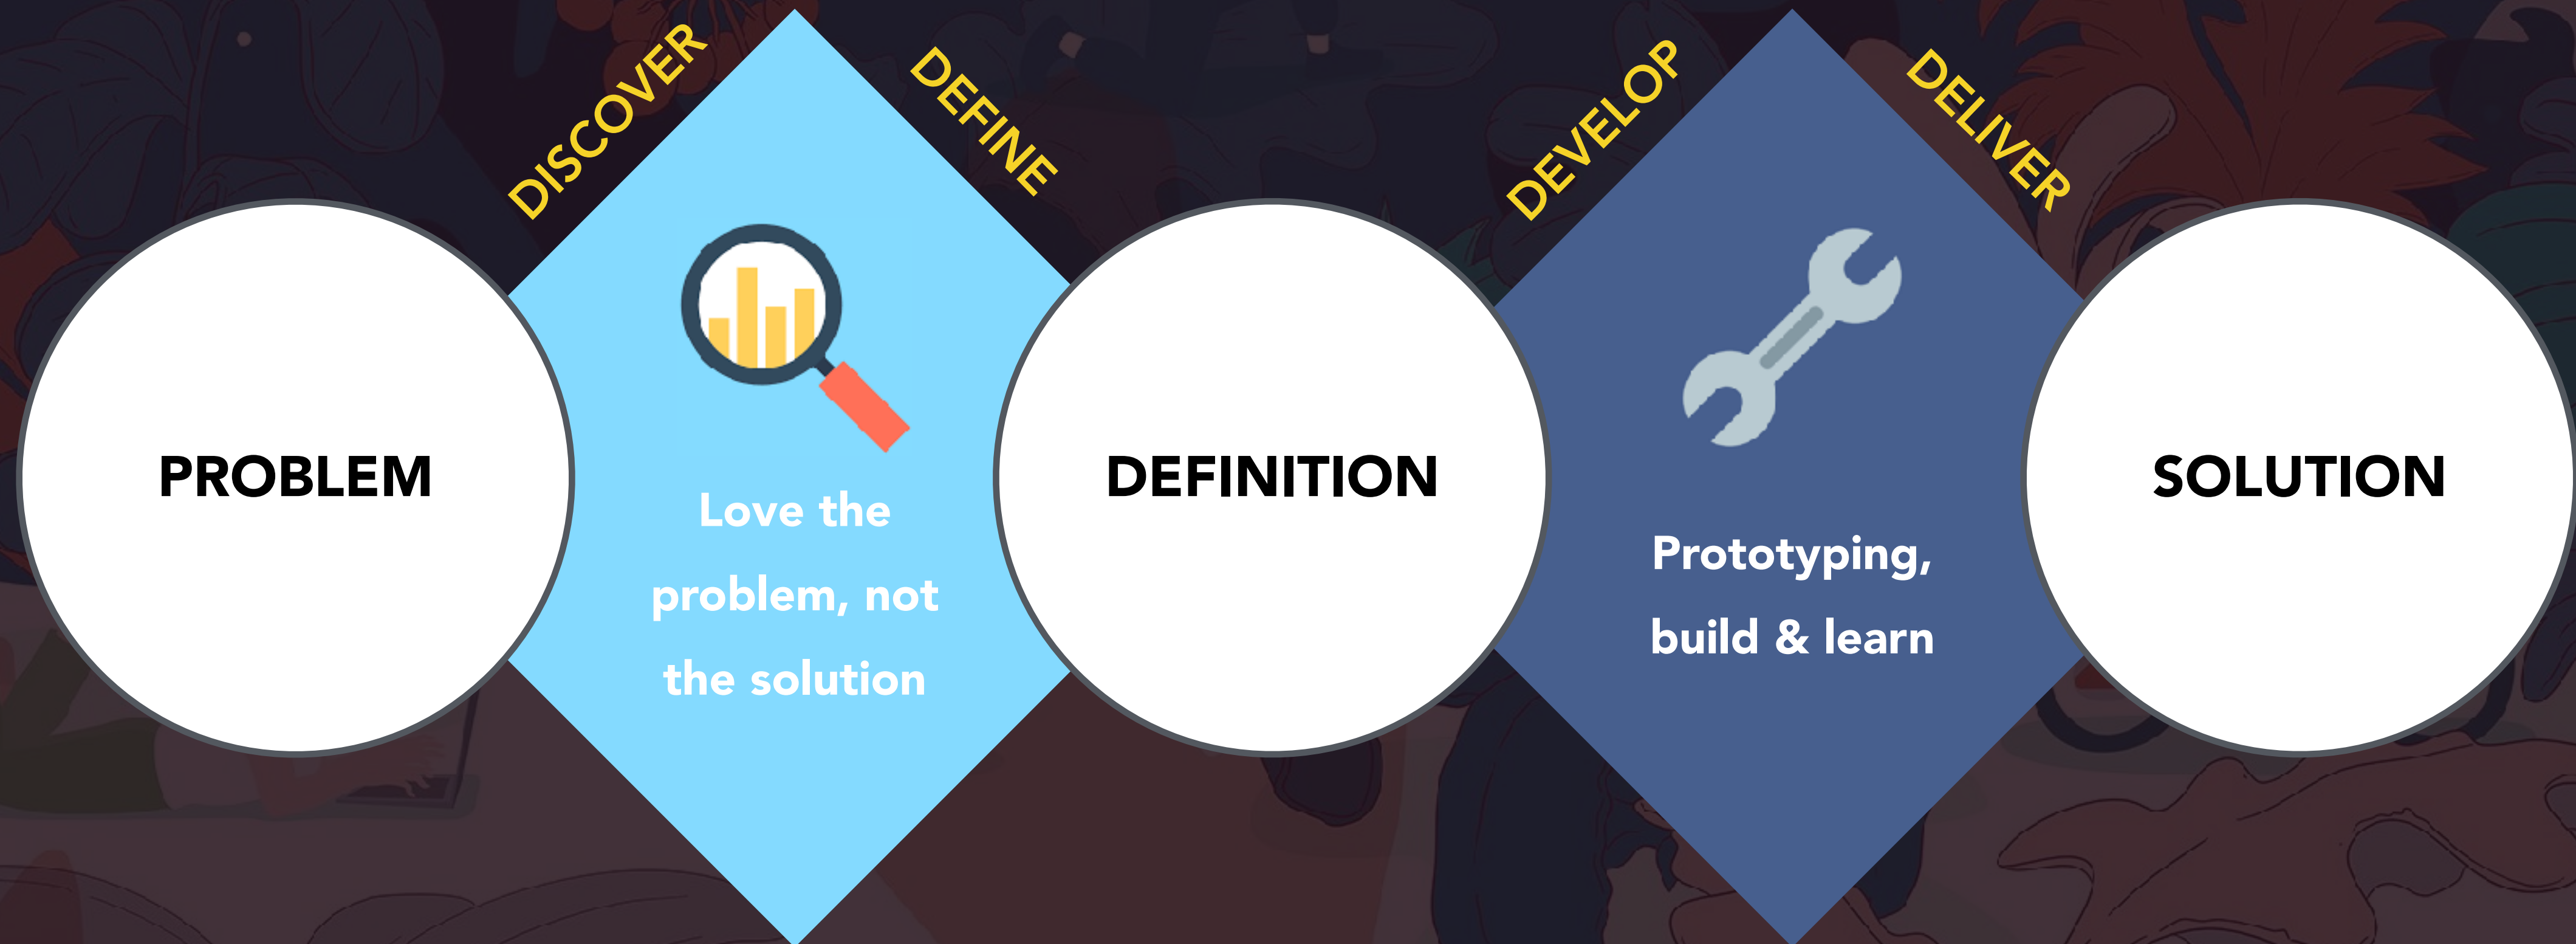 DISCOVER
DEFINE
DEVELOP
DELIVER
PROBLEM
Love the
problem, not
the solution
DEFINITION
Prototyping,
build & learn
SOLUTION